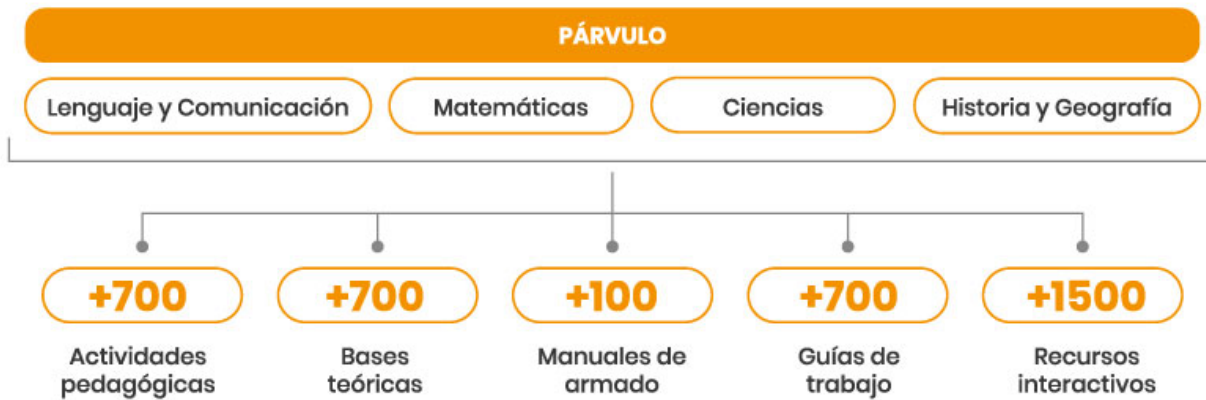 PÁRVULO
Lenguaje y Comunicación
Matemáticas
Ciencias
Historia y Geografía
+700
+700
+100
+700
+1500
Actividades
pedagógicas
Bases
teóricas
Manuales de
armado
Guías de
trabajo
Recursos
interactivos